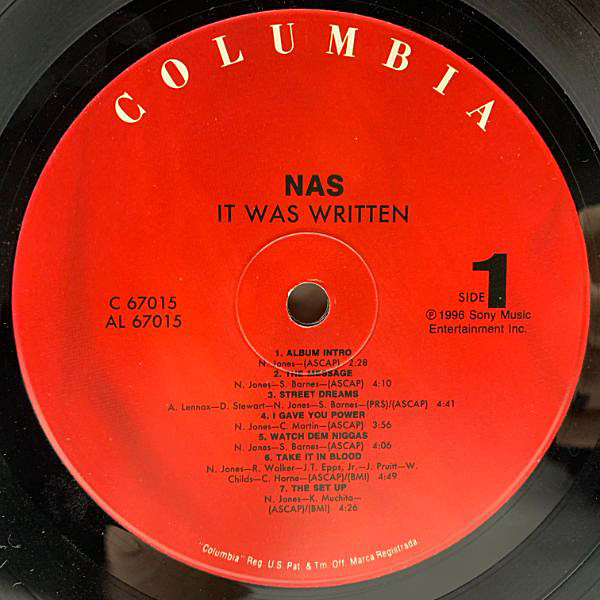 COLUMBIA
NAS
IT WAS WRITTEN
C 67015
AL 67015
SIDE 1
℗1996 Sony Music
Entertainment Inc.
1. ALBUM INTRO
N. Jones—(ASCAP) 2:28
2. THE MESSAGE
N. Jones—S. Barnes—(ASCAP) 4:10
3. STREET DREAMS
A. Lennox—D. Stewart—N. Jones—S. Barnes—(PRS)/(ASCAP) 4:41
4. I GAVE YOU POWER
N. Jones—C. Martin—(ASCAP) 3:56
5. WATCH DEM NIGGAS
N. Jones—S. Barnes—(ASCAP) 4:06
6. TAKE IT IN BLOOD
N. Jones—R. Walker—J.T. Epps, Jr.—J. Pruitt—W.
Childs—C. Horne—(ASCAP)/(BMI) 4:49
7. THE SET UP
N. Jones—K. Muchita—
(ASCAP)/(BMI) 4:26
"Columbia" Reg. U.S. Pat. & Tm. Off. Marca Registrada.